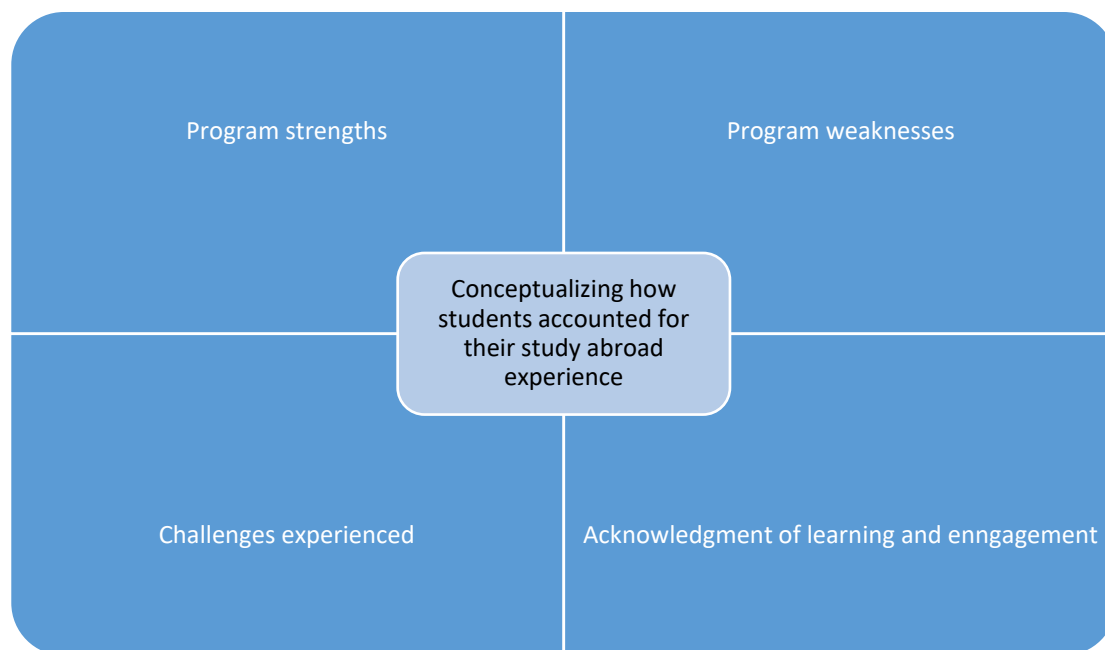 Program strengths
Program weaknesses
Conceptualizing how
students accounted for
their study abroad
experience
Challenges experienced
Acknowledgment of learning and enngagement